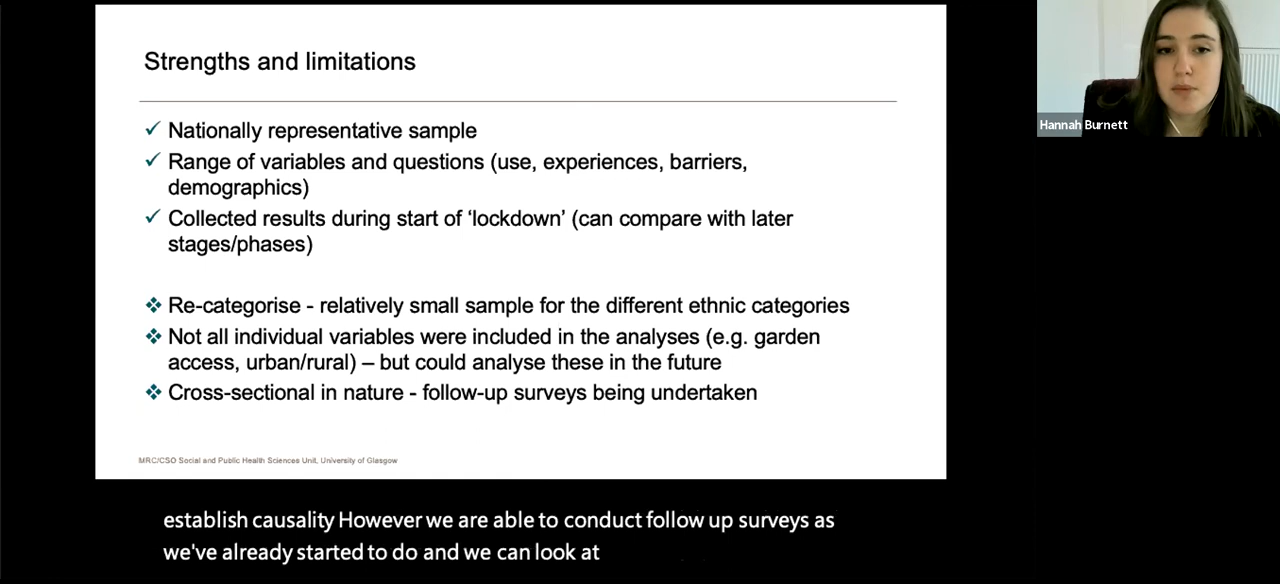 Strengths and limitations
✓ Nationally representative sample
✓ Range of variables and questions (use, experiences, barriers,
demographics)
✓ Collected results during start of ‘lockdown’ (can compare with later
stages/phases)
❖ Re-categorise - relatively small sample for the different ethnic categories
❖ Not all individual variables were included in the analyses (e.g. garden
access, urban/rural) – but could analyse these in the future
❖ Cross-sectional in nature - follow-up surveys being undertaken
MRC/CSO Social and Public Health Sciences Unit, University of Glasgow
Hannah Burnett
establish causality However we are able to conduct follow up surveys as
we've already started to do and we can look at